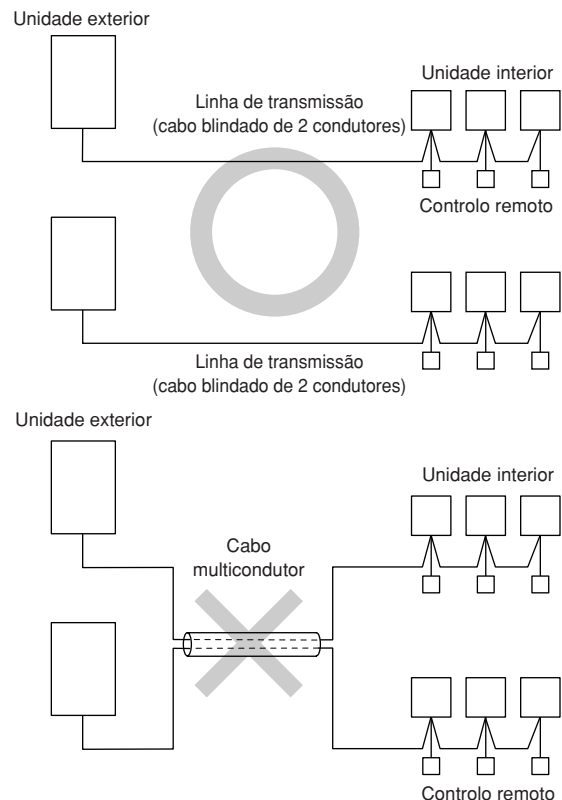 Unidade exterior
Unidade interior
Linha de transmissão
(cabo blindado de 2 condutores)
Controlo remoto
Linha de transmissão
(cabo blindado de 2 condutores)
Unidade exterior
Unidade interior
Cabo
multicondutor
Controlo remoto